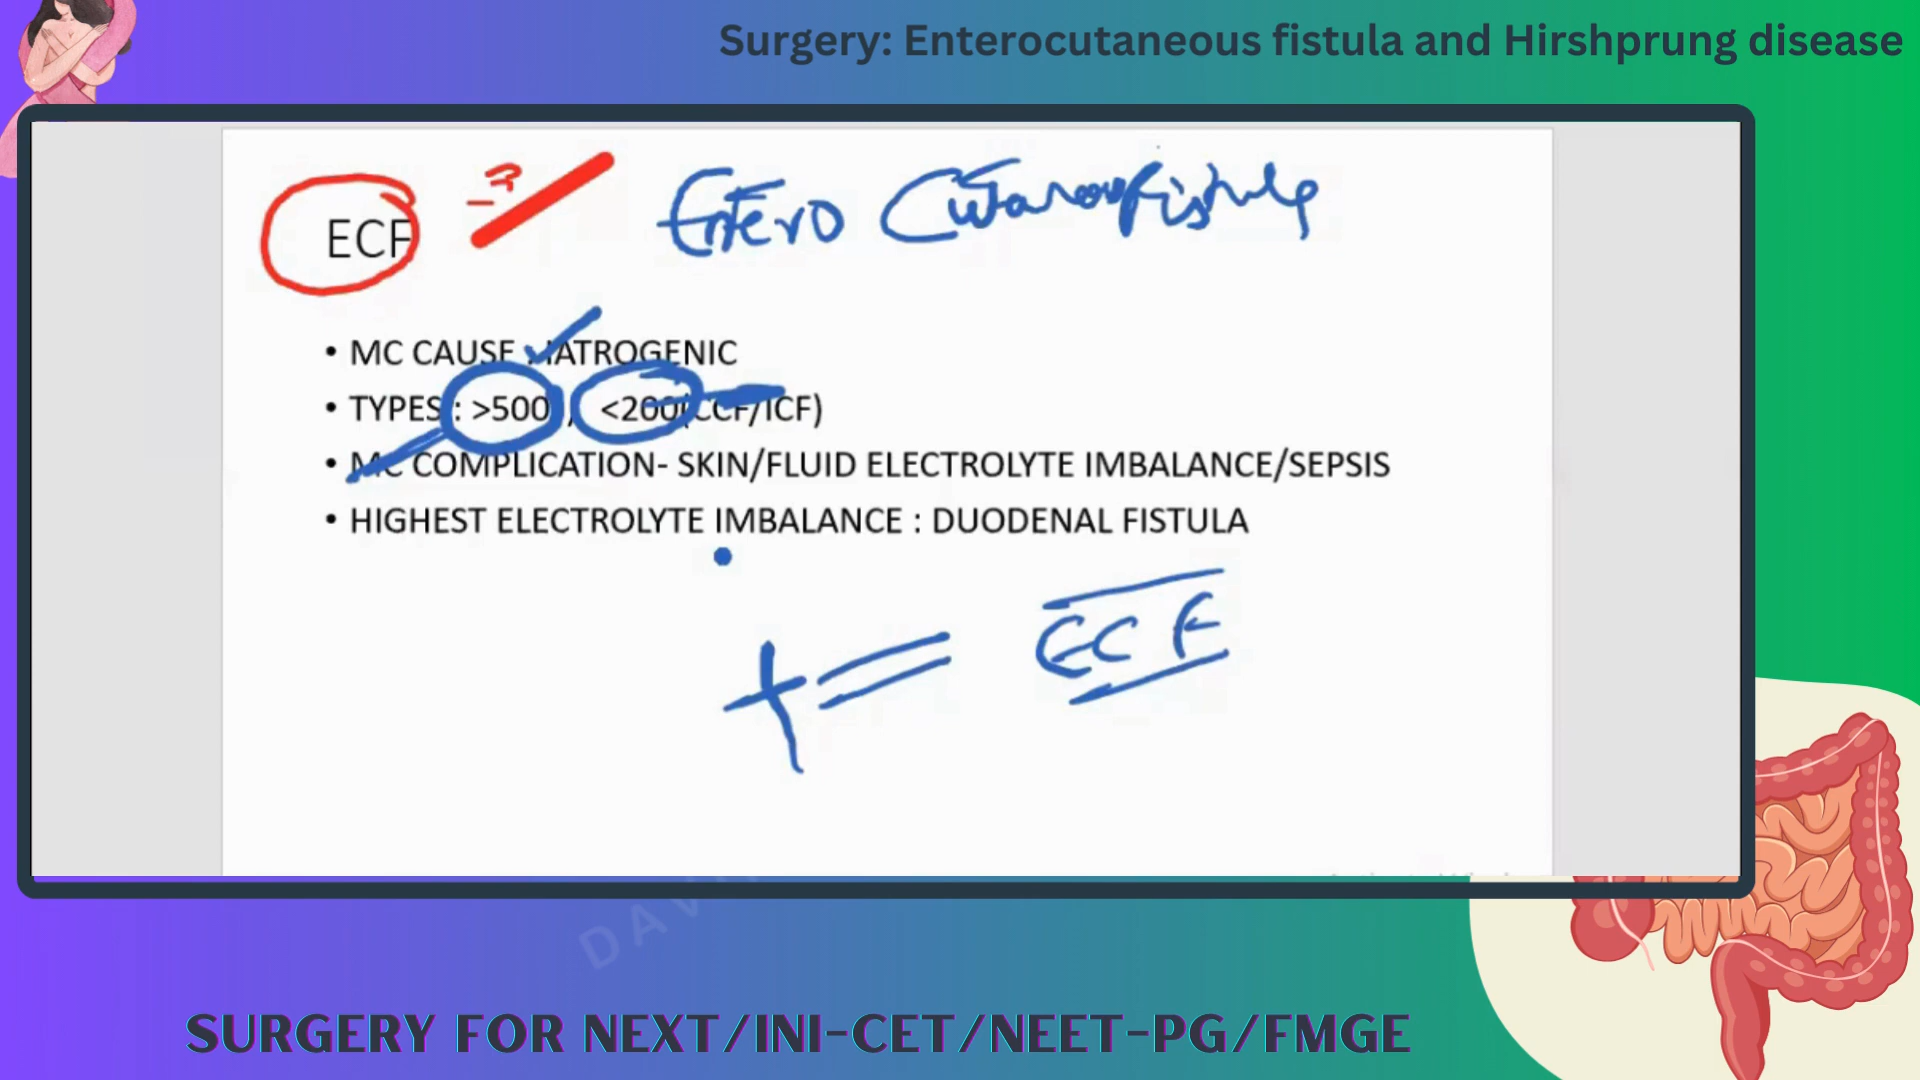 Surgery: Enterocutaneous fistula and Hirshprung disease
ECF
Entero Cutaneous Fistula
• MC CAUSE : IATROGENIC
• TYPES : >500 , <200(CCF/ICF)
• MC COMPLICATION- SKIN/FLUID ELECTROLYTE IMBALANCE/SEPSIS
• HIGHEST ELECTROLYTE IMBALANCE : DUODENAL FISTULA
ECF
SURGERY FOR NEXT/INI-CET/NEET-PG/FMGE